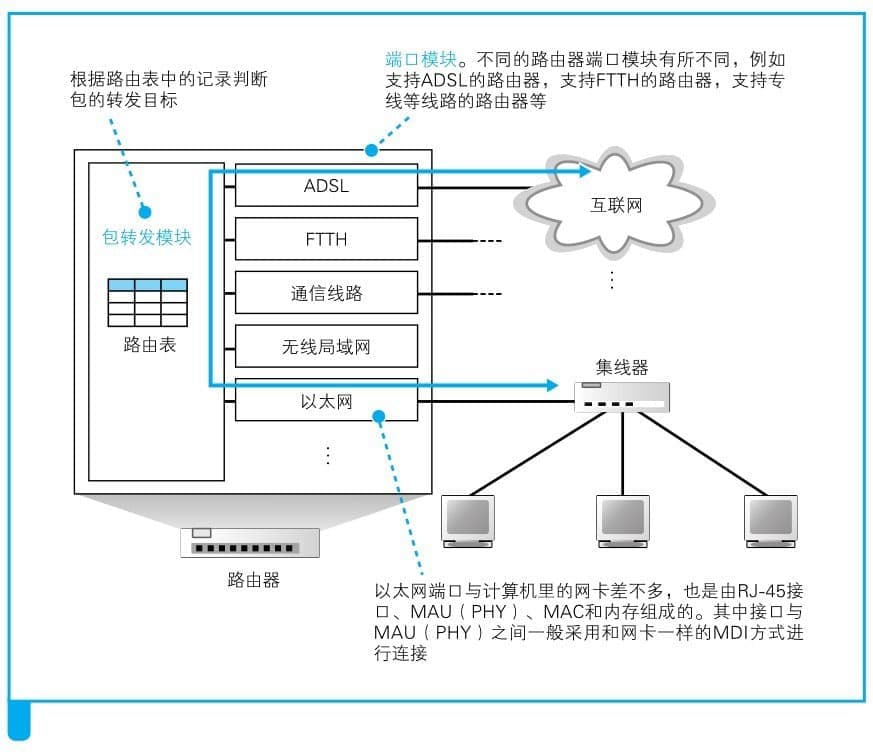 根据路由表中的记录判断
包的转发目标
端口模块。不同的路由器端口模块有所不同，例如
支持ADSL的路由器，支持FTTH的路由器，支持专
线等线路的路由器等
ADSL
互联网
包转发模块
FTTH
通信线路
路由表
无线局域网
集线器
以太网
路由器
以太网端口与计算机里的网卡差不多，也是由RJ-45接
口、MAU（PHY）、MAC和内存组成的。其中接口与
MAU（PHY）之间一般采用和网卡一样的MDI方式进
行连接